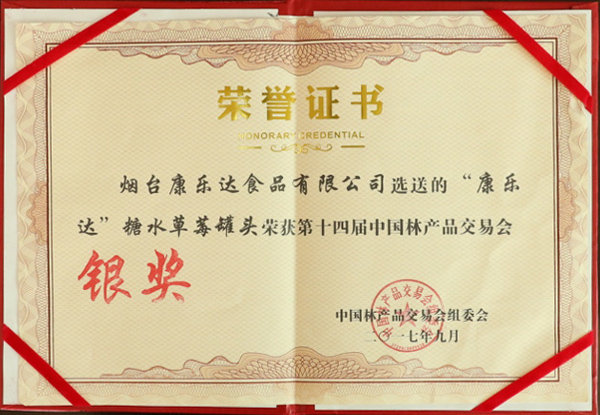 荣誉证书
HONORARY CREDENTIAL
烟台康乐达食品有限公司选送的“康乐
达”糖水草莓罐头荣获第十四届中国林产品交易会
银奖
中国林产品交易会组委会
二〇一七年九月